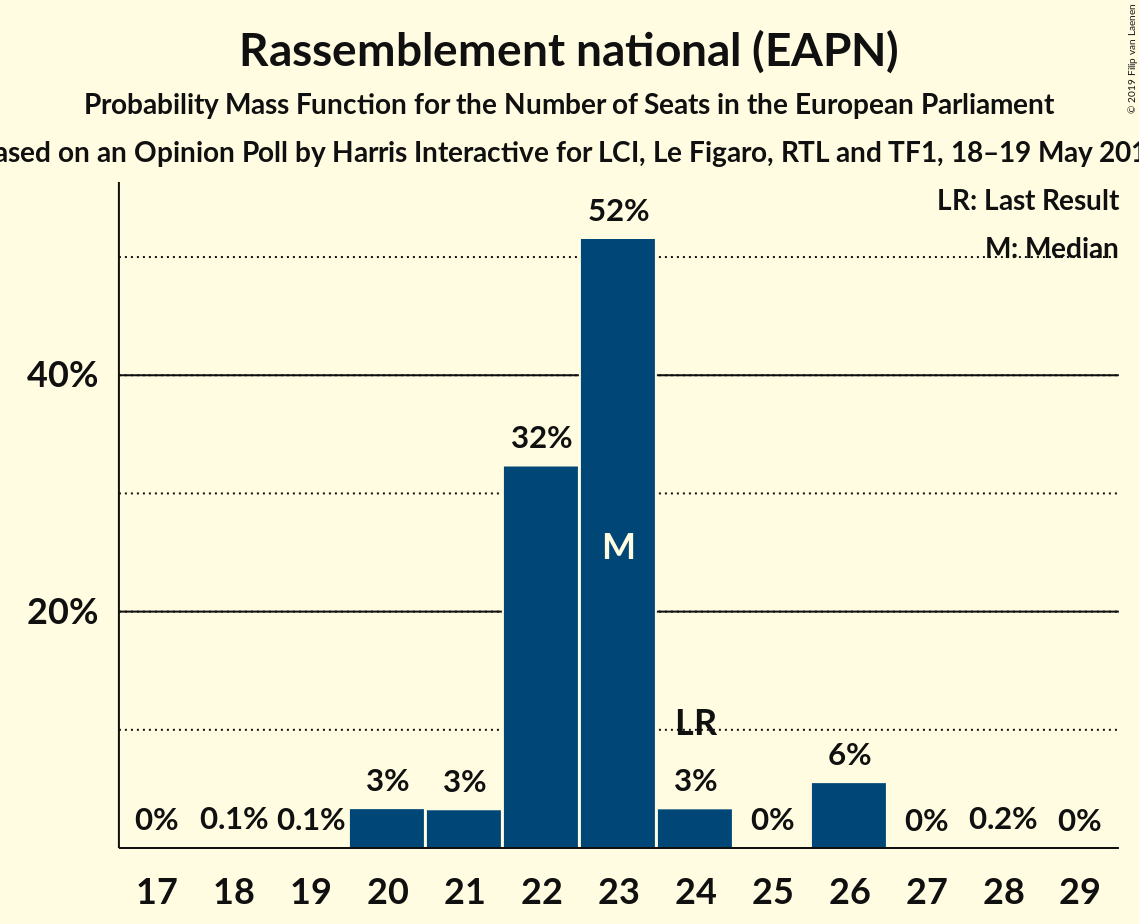 Rassemblement national (EAPN)
Probability Mass Function for the Number of Seats in the European Parliament
ased on an Opinion Poll by Harris Interactive for LCI, Le Figaro, RTL and TF1, 18–19 May 201
© 2019 Filip van Laenen
LR: Last Result
M: Median
52%
40%
32%
M
20%
LR
6%
3% 3% 3%
0% 0.1% 0.1% 0% 0% 0.2% 0%
17 18 19 20 21 22 23 24 25 26 27 28 29